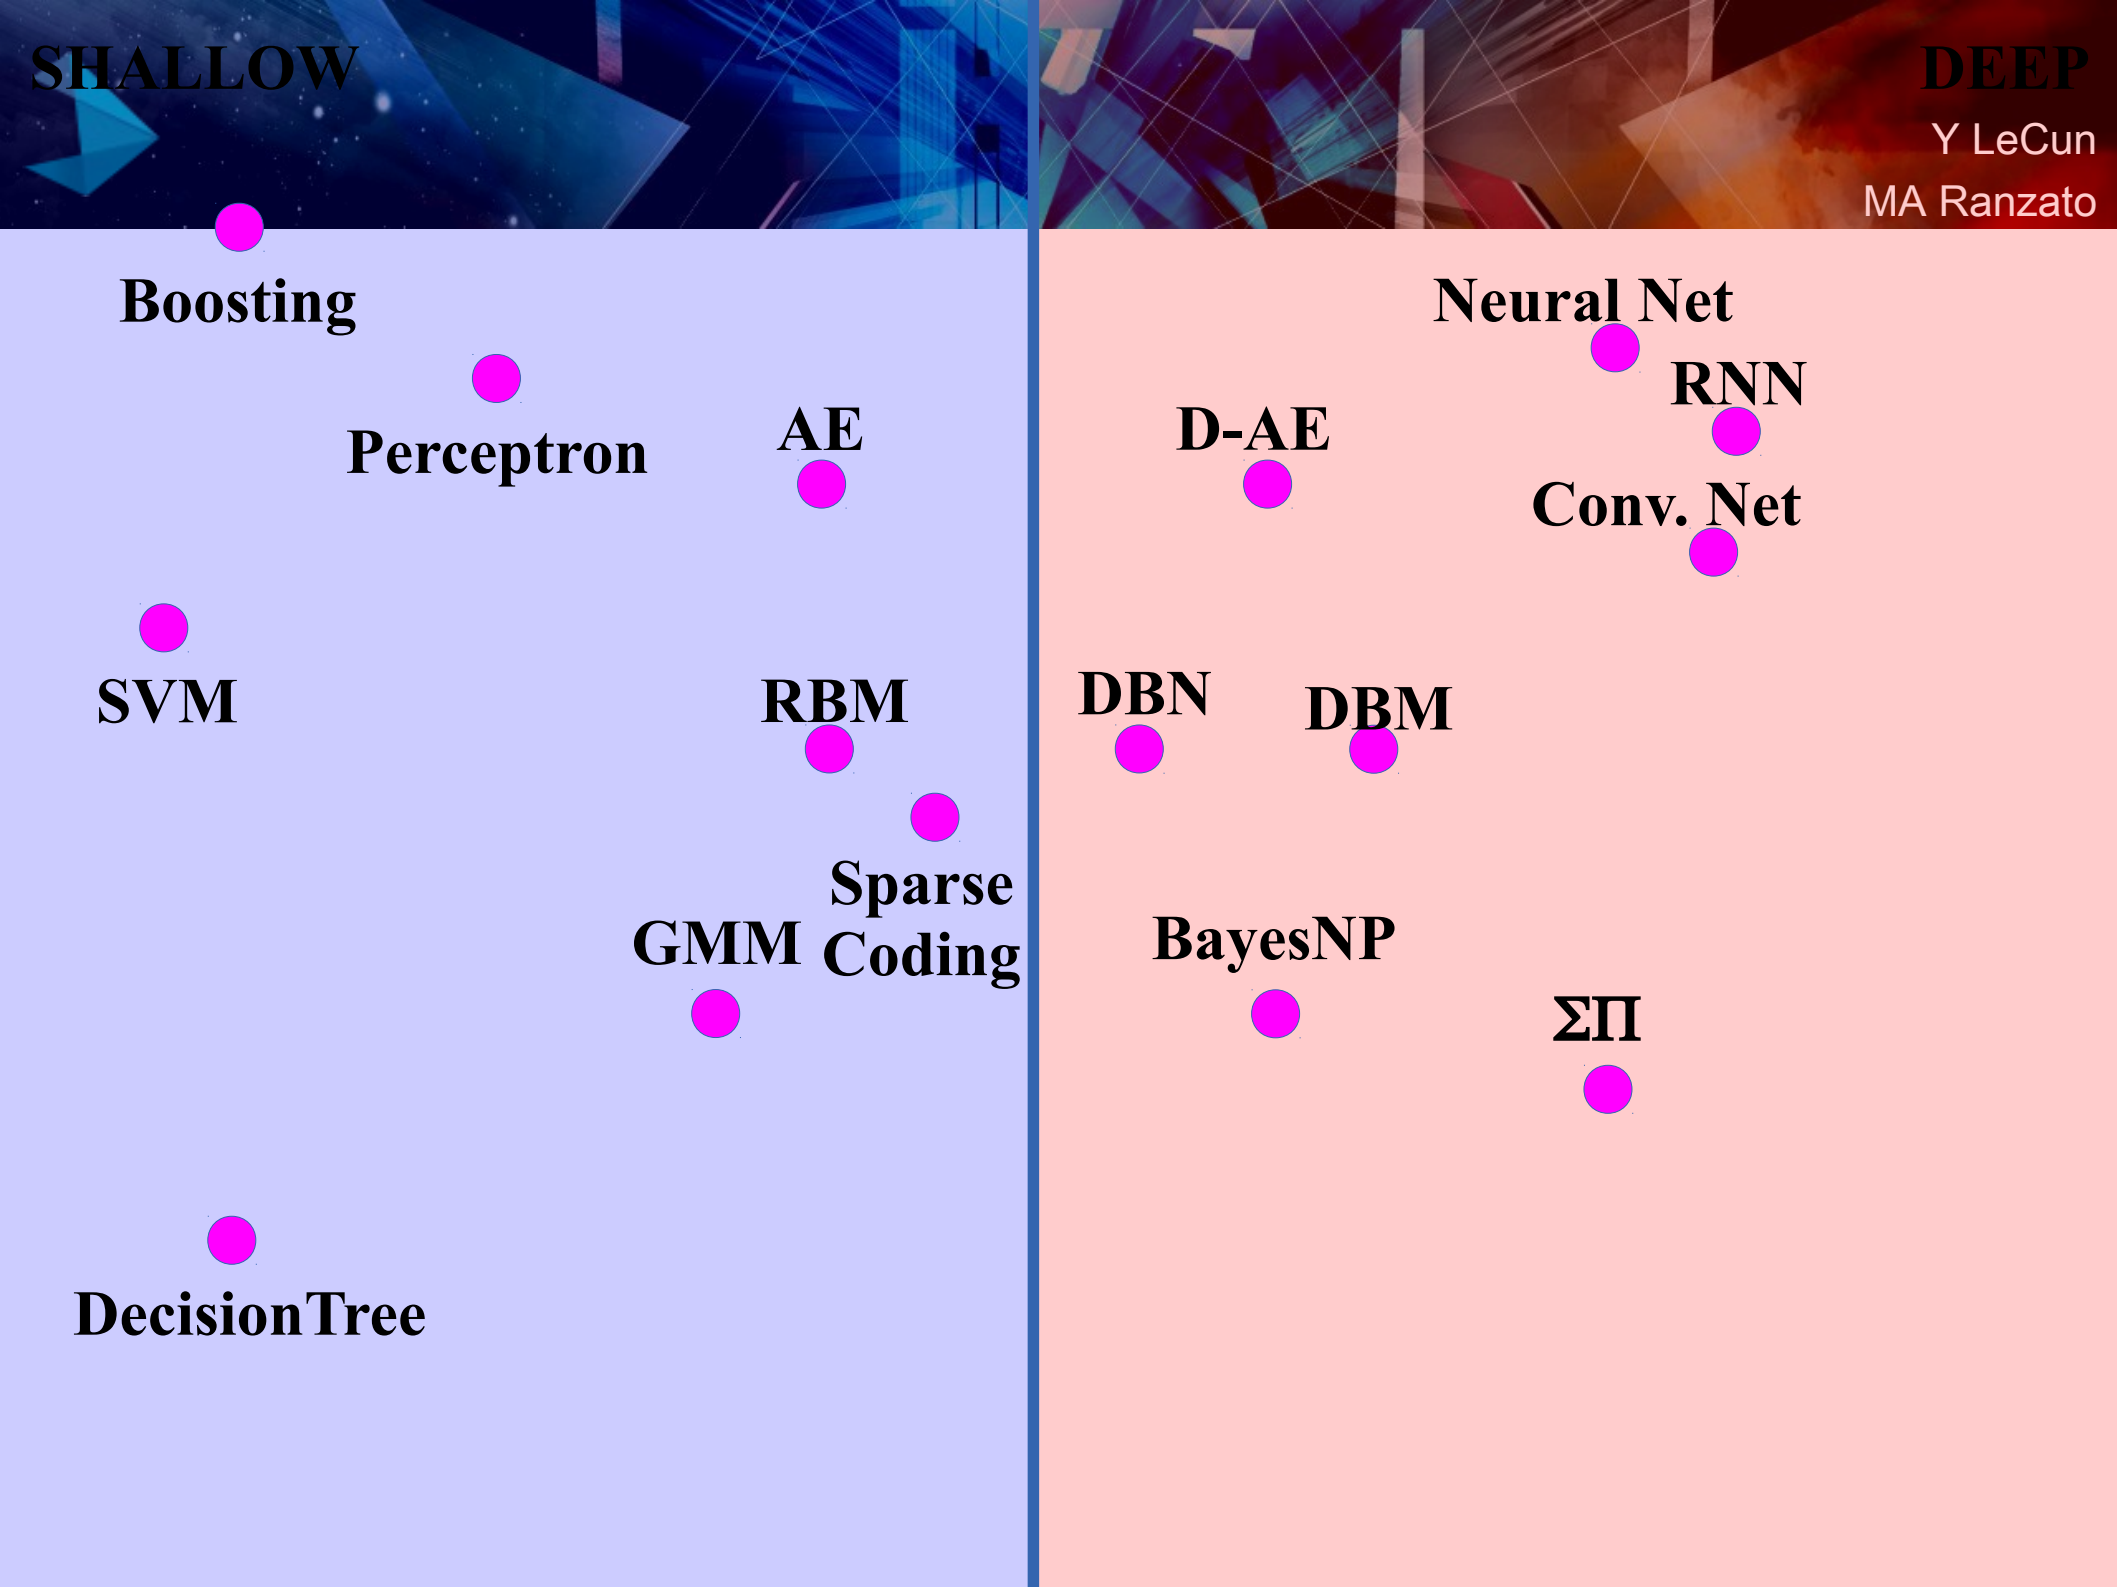 SHALLOW
DEEP
Y LeCun
MA Ranzato
Boosting
Neural Net
RNN
Perceptron
AE
D-AE
Conv. Net
SVM
RBM
DBN
DBM
Sparse
Coding
GMM
BayesNP
ΣΠ
DecisionTree